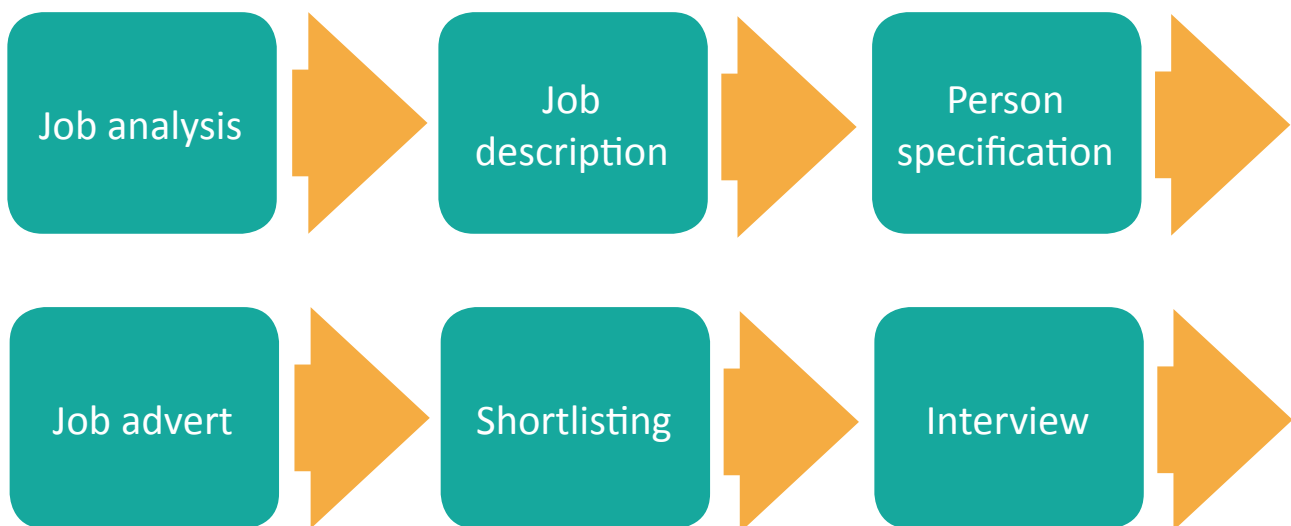 Job analysis
Job
description
Person
specification
Job advert
Shortlisting
Interview